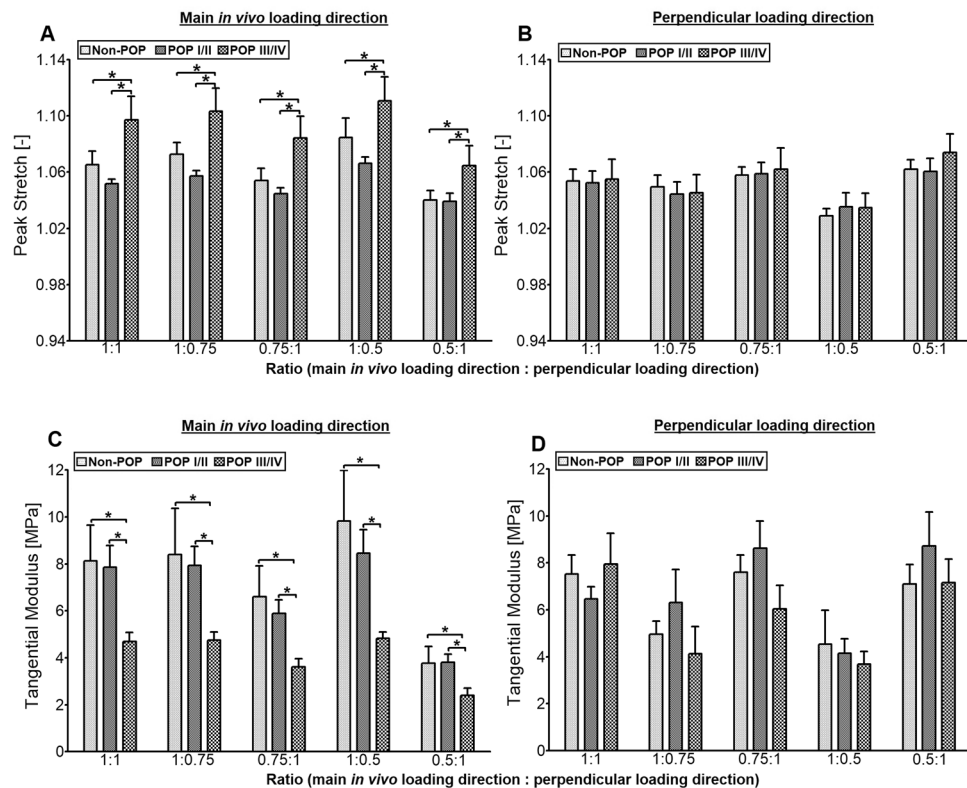 A
Main in vivo loading direction
Non-POP POP I/II POP III/IV
Peak Stretch [-]
1.14
1.10
1.06
1.02
0.98
0.94
* * * * * * * * * *
1:1 1:0.75 0.75:1 1:0.5 0.5:1
B
Perpendicular loading direction
Non-POP POP I/II POP III/IV
Peak Stretch [-]
1.14
1.10
1.06
1.02
0.98
0.94
1:1 1:0.75 0.75:1 1:0.5 0.5:1
Ratio (main in vivo loading direction : perpendicular loading direction)
C
Main in vivo loading direction
Non-POP POP I/II POP III/IV
Tangential Modulus [MPa]
12
10
8
6
4
2
0
* * * * * * * * * *
1:1 1:0.75 0.75:1 1:0.5 0.5:1
D
Perpendicular loading direction
Non-POP POP I/II POP III/IV
Tangential Modulus [MPa]
12
10
8
6
4
2
0
1:1 1:0.75 0.75:1 1:0.5 0.5:1
Ratio (main in vivo loading direction : perpendicular loading direction)